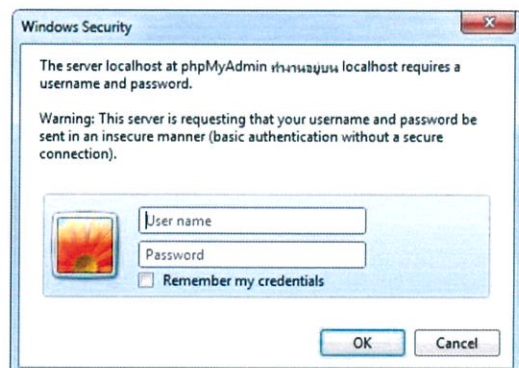 Windows Security
The server localhost at phpMyAdmin ทำงานอยู่บน localhost requires a
username and password.
Warning: This server is requesting that your username and password be
sent in an insecure manner (basic authentication without a secure
connection).
User name
Password
Remember my credentials
OK Cancel